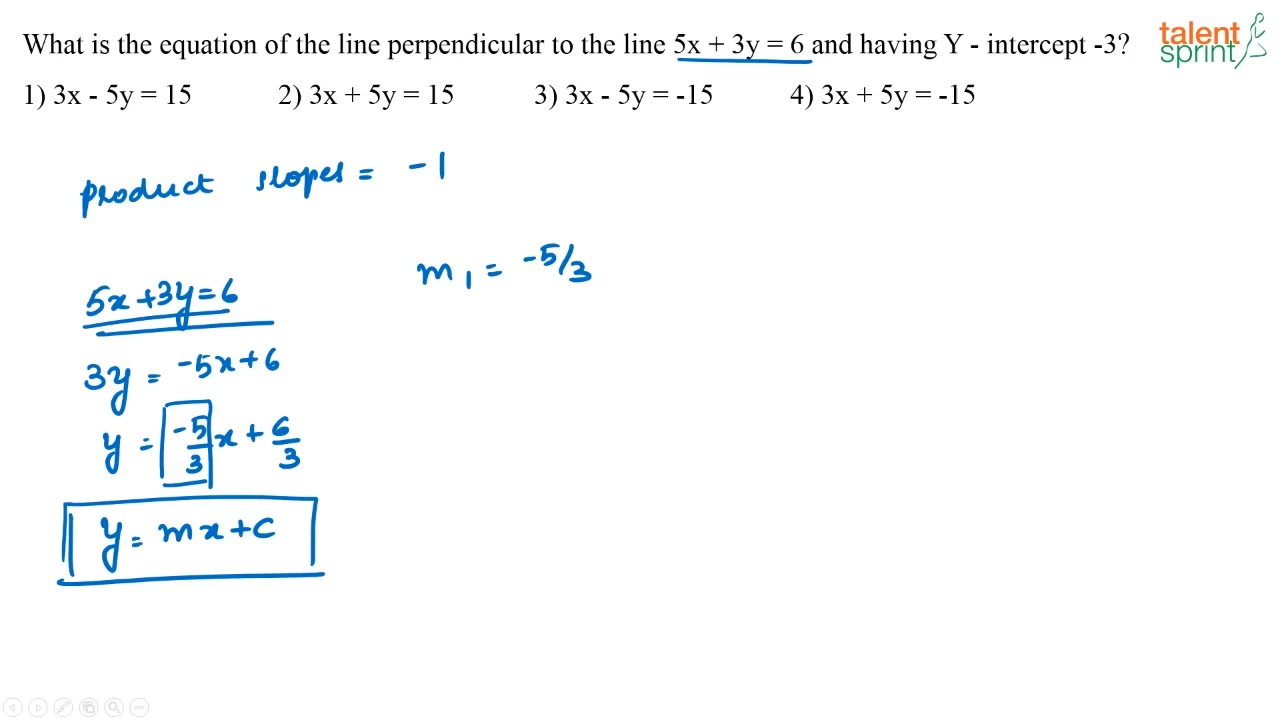 What is the equation of the line perpendicular to the line 5x + 3y = 6 and having Y - intercept -3?
talent
sprint
1) 3x - 5y = 15 2) 3x + 5y = 15 3) 3x - 5y = -15 4) 3x + 5y = -15
product slopes = -1
m₁ = -5/3
5x+3y=6
3y = -5x+6
y = -5/3 x + 6/3
y = mx+c